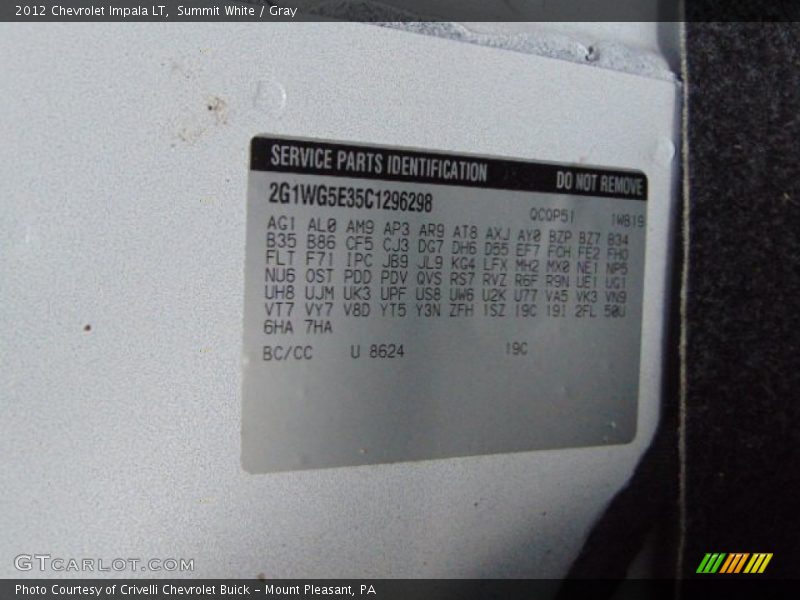 2012 Chevrolet Impala LT, Summit White / Gray
SERVICE PARTS IDENTIFICATION DO NOT REMOVE
2G1WG5E35C1296298 QCOP51 1W819
AG1 AL0 AM9 AP3 AR9 AT8 AXJ AY0 BZP BZ7 B34
B35 B86 CF5 CJ3 DG7 DH6 D55 EF7 FCH FE2 FHO
FLT F71 IPC JB9 JL9 KG4 LFX MH2 MX0 NE1 NP5
NU6 OST PDD PDV QVS RS7 RVZ R6F R9N UE1 UG1
UH8 UJM UK3 UPF US8 UW6 U2K U77 VA5 VK3 VN9
VT7 VY7 V8D YT5 Y3N ZFH 1SZ 19C 19I 2FL 50U
6HA 7HA
BC/CC U 8624 19C
GTCARLOT.COM
Photo Courtesy of Crivelli Chevrolet Buick - Mount Pleasant, PA